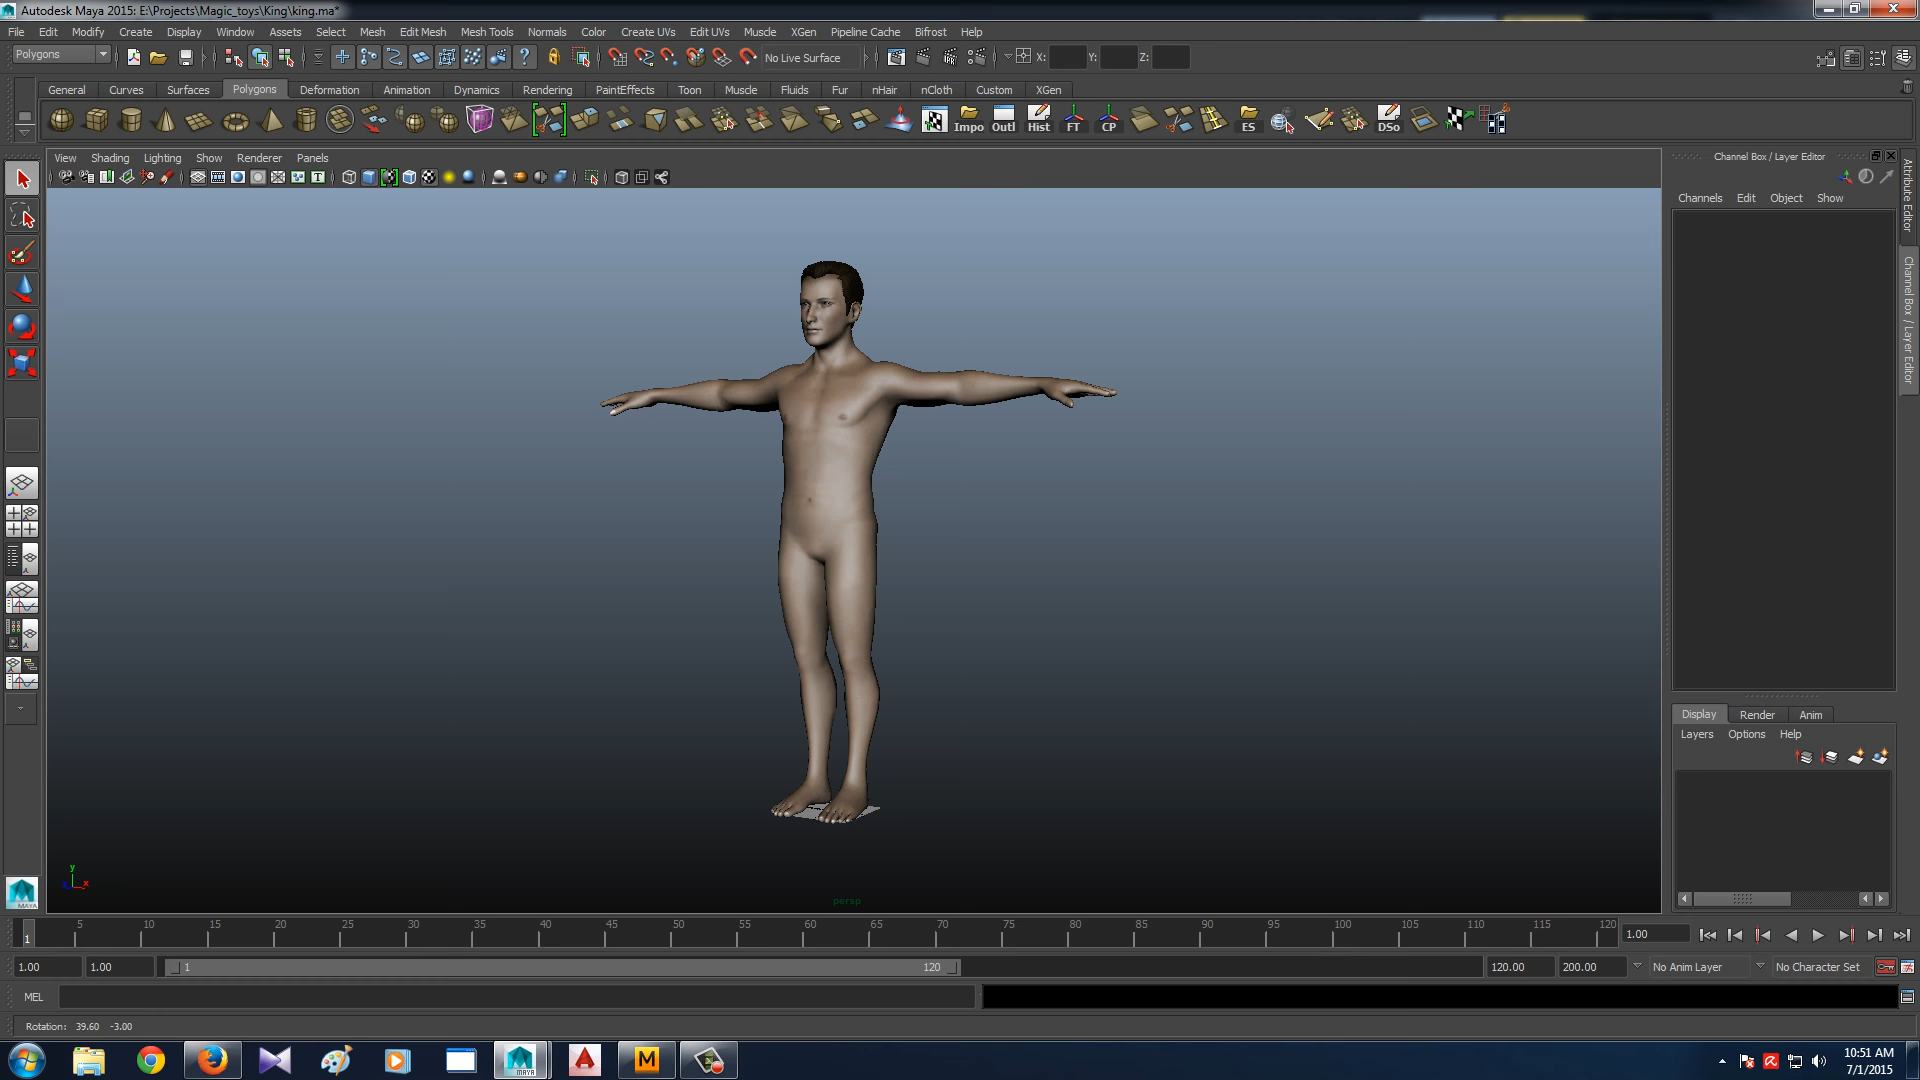 Autodesk Maya 2015: E:\Projects\Magic_toys\King\king.ma*
File Edit Modify Create Display Window Assets Select Mesh Edit Mesh Mesh Tools Normals Color Create UVs Edit UVs Muscle XGen Pipeline Cache Bifrost Help
Polygons No Live Surface X: Y: Z:
General Curves Surfaces Polygons Deformation Animation Dynamics Rendering PaintEffects Toon Muscle Fluids Fur nHair nCloth Custom XGen
Impo Outl Hist FT CP ES DSo
View Shading Lighting Show Renderer Panels
Channel Box / Layer Editor
Channels Edit Object Show
Attribute Editor
Channel Box / Layer Editor
Display Render Anim
Layers Options Help
y
x
persp
MAYA
5 10 15 20 25 30 35 40 45 50 55 60 65 70 75 80 85 90 95 100 105 110 115 120
1
1.00
1.00 1.00 1 120 120.00 200.00 No Anim Layer No Character Set
MEL
Rotation: 39.60 -3.00
MAYA
M
10:51 AM
7/1/2015